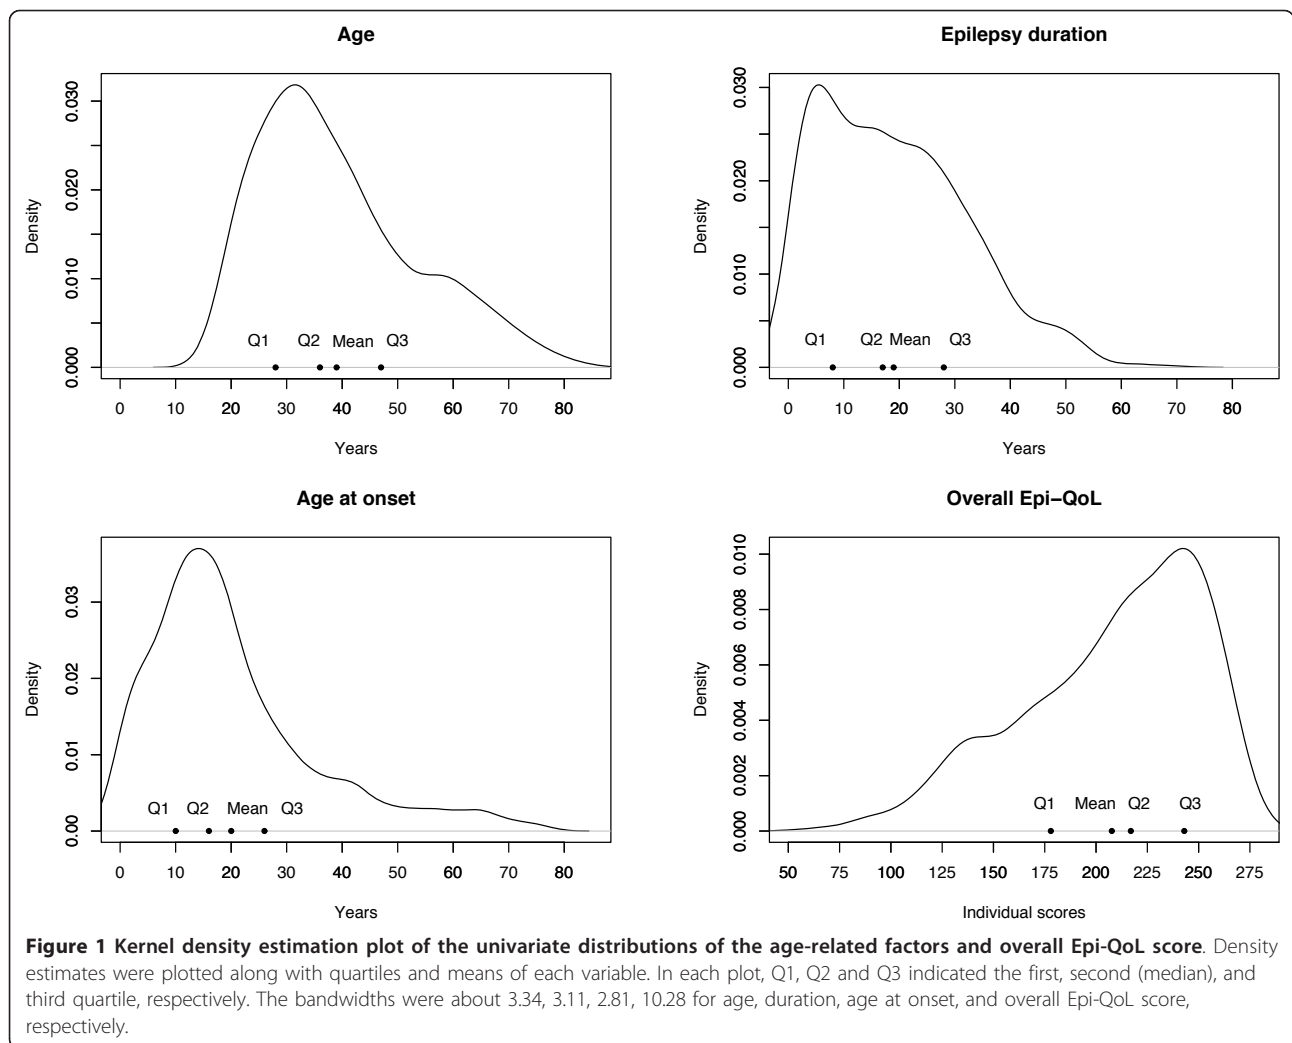 Age
Density
0.000
0.010
0.020
0.030
Q1 Q2 Mean Q3
0 10 20 30 40 50 60 70 80
Years
Epilepsy duration
Density
0.000
0.010
0.020
0.030
Q1 Q2 Mean Q3
0 10 20 30 40 50 60 70 80
Years
Age at onset
Density
0.00
0.01
0.02
0.03
Q1 Q2 Mean Q3
0 10 20 30 40 50 60 70 80
Years
Overall Epi−QoL
Density
0.000
0.002
0.004
0.006
0.008
0.010
Q1 Mean Q2 Q3
50 75 100 125 150 175 200 225 250 275
Individual scores
Figure 1 Kernel density estimation plot of the univariate distributions of the age-related factors and overall Epi-QoL score. Density
estimates were plotted along with quartiles and means of each variable. In each plot, Q1, Q2 and Q3 indicated the first, second (median), and
third quartile, respectively. The bandwidths were about 3.34, 3.11, 2.81, 10.28 for age, duration, age at onset, and overall Epi-QoL score,
respectively.